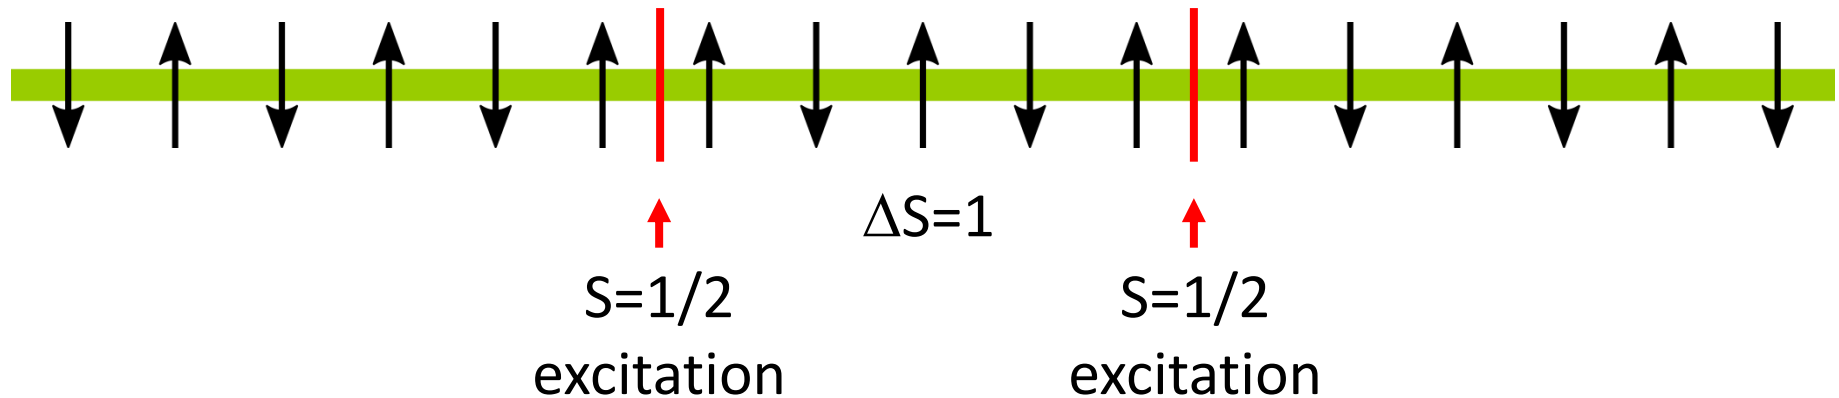 ΔS=1
S=1/2 S=1/2
excitation excitation